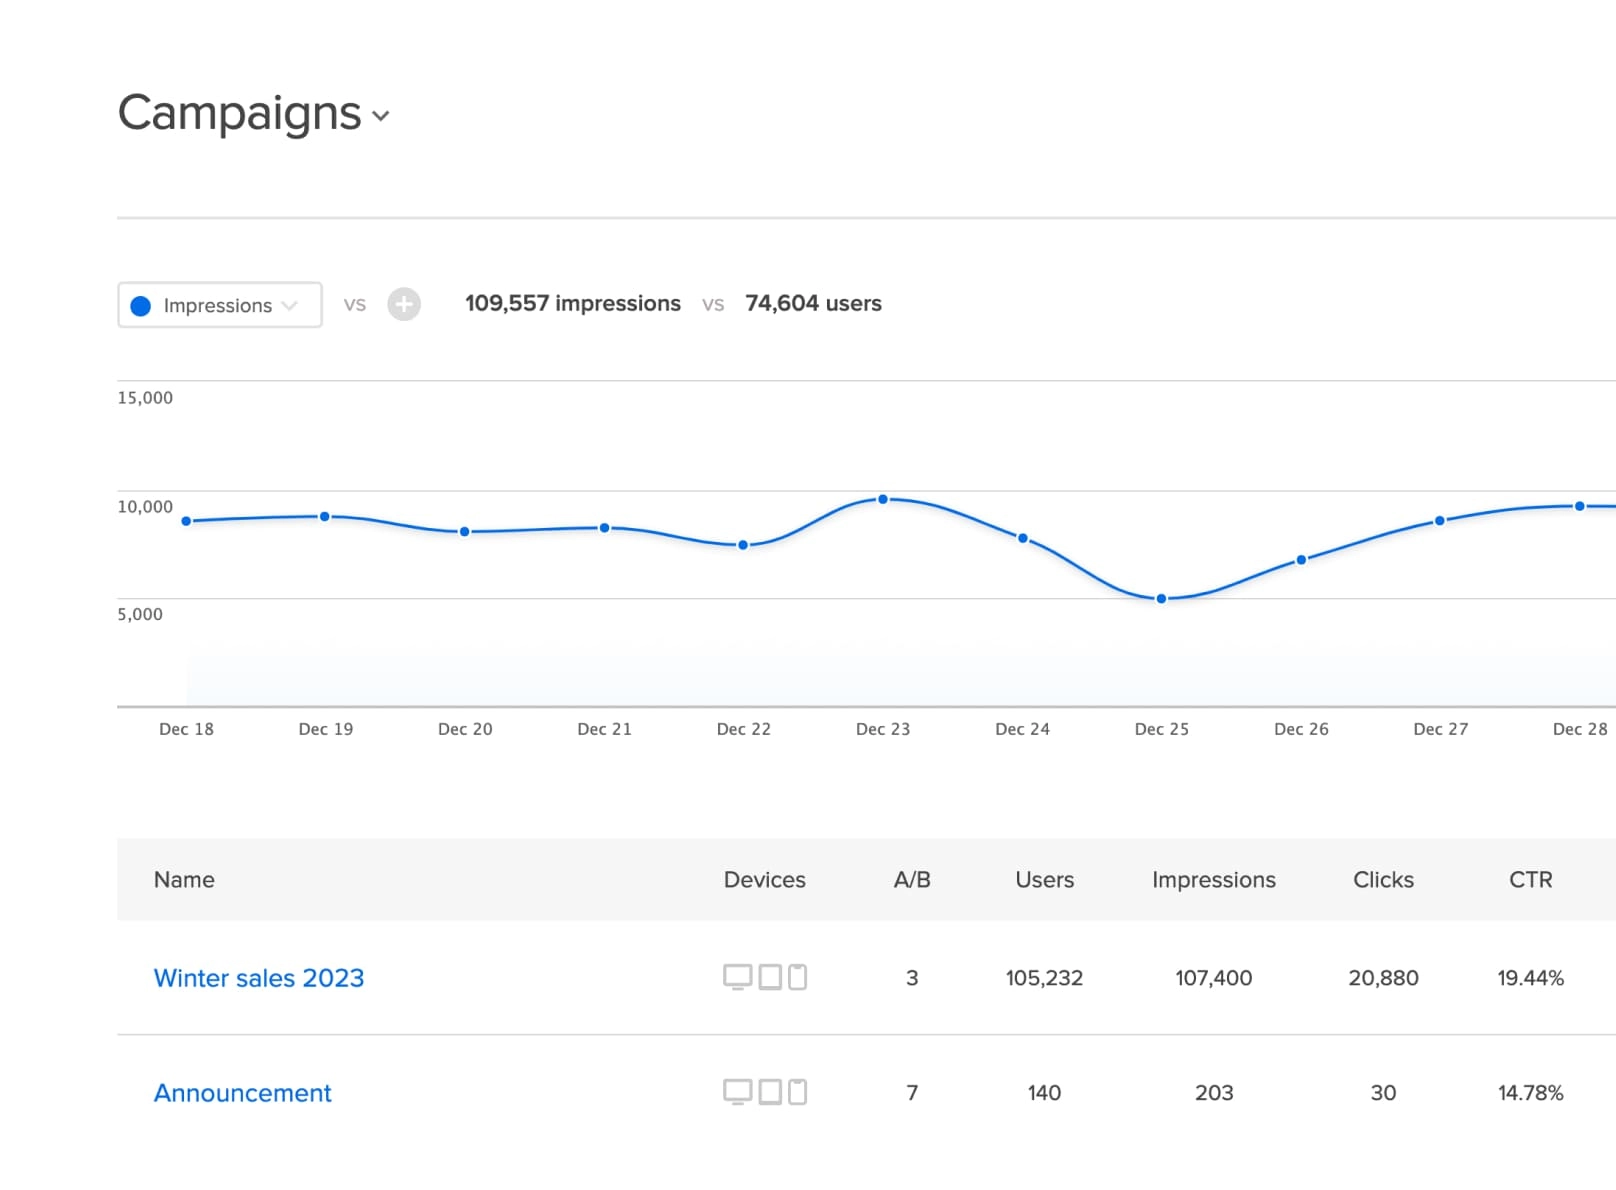 Campaigns
Impressions vs + 109,557 impressions vs 74,604 users
15,000
10,000
5,000
Dec 18 Dec 19 Dec 20 Dec 21 Dec 22 Dec 23 Dec 24 Dec 25 Dec 26 Dec 27 Dec 28
Name Devices A/B Users Impressions Clicks CTR
Winter sales 2023 3 105,232 107,400 20,880 19.44%
Announcement 7 140 203 30 14.78%